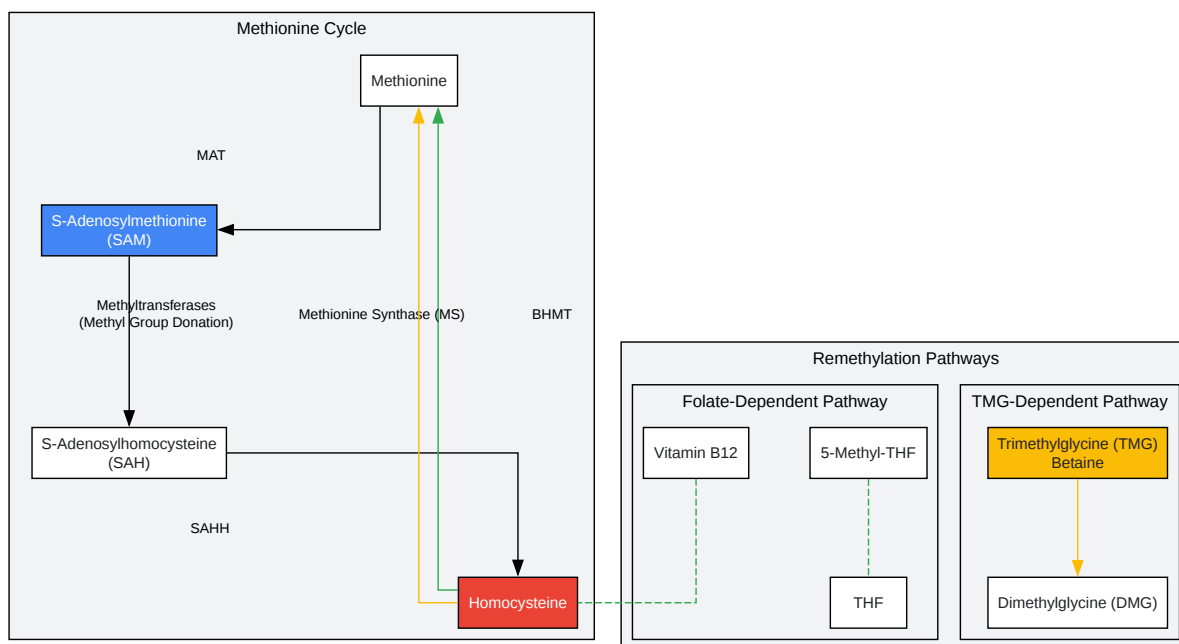 Methionine Cycle
Methionine
MAT
S-Adenosylmethionine
(SAM)
Methyltransferases
(Methyl Group Donation)
Methionine Synthase (MS)
BHMT
S-Adenosylhomocysteine
(SAH)
SAHH
Homocysteine
Remethylation Pathways
Folate-Dependent Pathway
Vitamin B12
5-Methyl-THF
THF
TMG-Dependent Pathway
Trimethylglycine (TMG)
Betaine
Dimethylglycine (DMG)